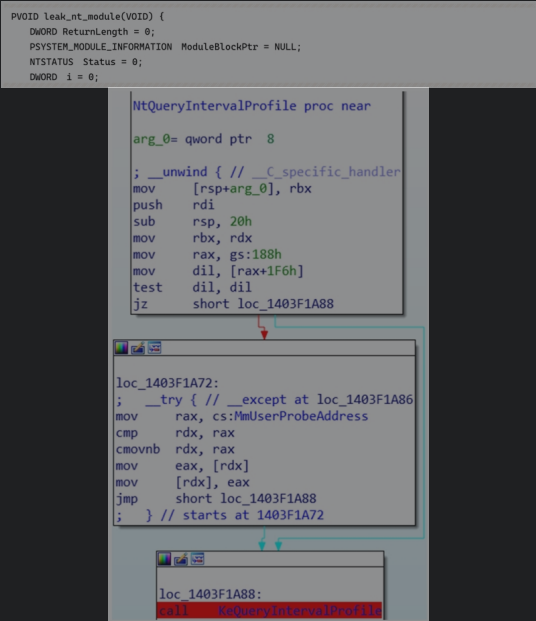 PVOID leak_nt_module(VOID) {
DWORD ReturnLength = 0;
PSYSTEM_MODULE_INFORMATION ModuleBlockPtr = NULL;
NTSTATUS Status = 0;
DWORD i = 0;
NtQueryIntervalProfile proc near
arg_0= qword ptr 8
; __unwind { // __C_specific_handler
mov [rsp+arg_0], rbx
push rdi
sub rsp, 20h
mov rbx, rdx
mov rax, gs:188h
mov dil, [rax+1F6h]
test dil, dil
jz short loc_1403F1A88
loc_1403F1A72:
; __try { // __except at loc_1403F1A86
mov rax, cs:MmUserProbeAddress
cmp rdx, rax
cmovnb rdx, rax
mov eax, [rdx]
mov [rdx], eax
jmp short loc_1403F1A88
; } // starts at 1403F1A72
loc_1403F1A88:
call KeQueryIntervalProfile